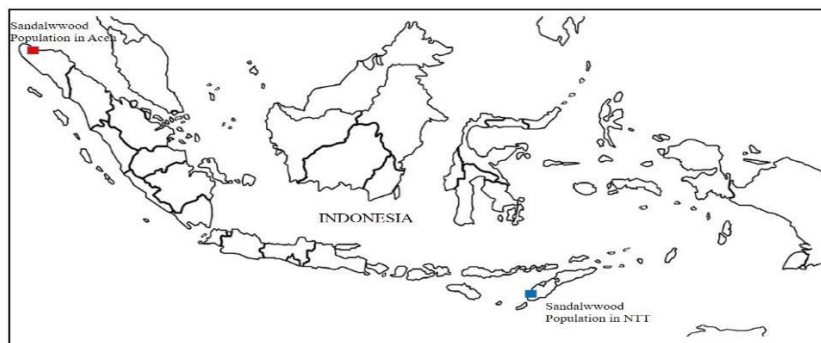 Sandalwwood
Population in Aceh
INDONESIA
Sandalwwood
Population in NTT